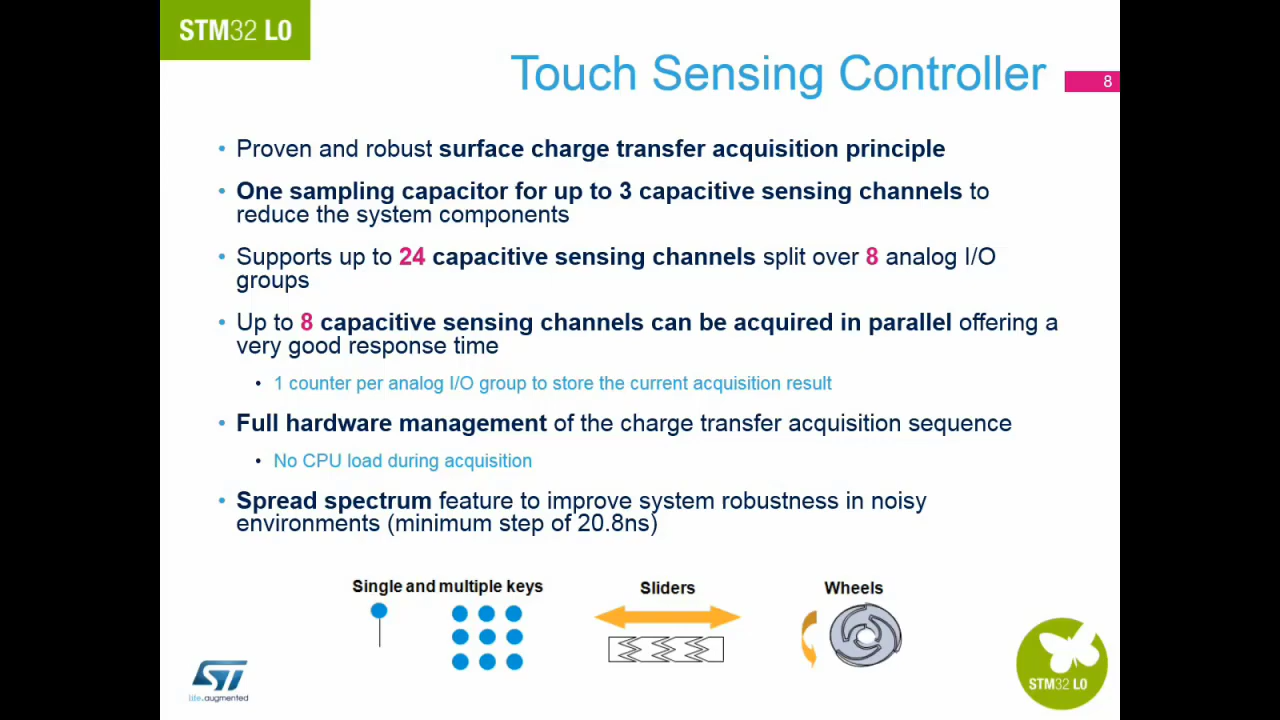 STM32 L0
Touch Sensing Controller
8
• Proven and robust surface charge transfer acquisition principle
• One sampling capacitor for up to 3 capacitive sensing channels to
reduce the system components
• Supports up to 24 capacitive sensing channels split over 8 analog I/O
groups
• Up to 8 capacitive sensing channels can be acquired in parallel offering a
very good response time
• 1 counter per analog I/O group to store the current acquisition result
• Full hardware management of the charge transfer acquisition sequence
• No CPU load during acquisition
• Spread spectrum feature to improve system robustness in noisy
environments (minimum step of 20.8ns)
Single and multiple keys
Sliders
Wheels
ST
life.augmented
STM32 L0